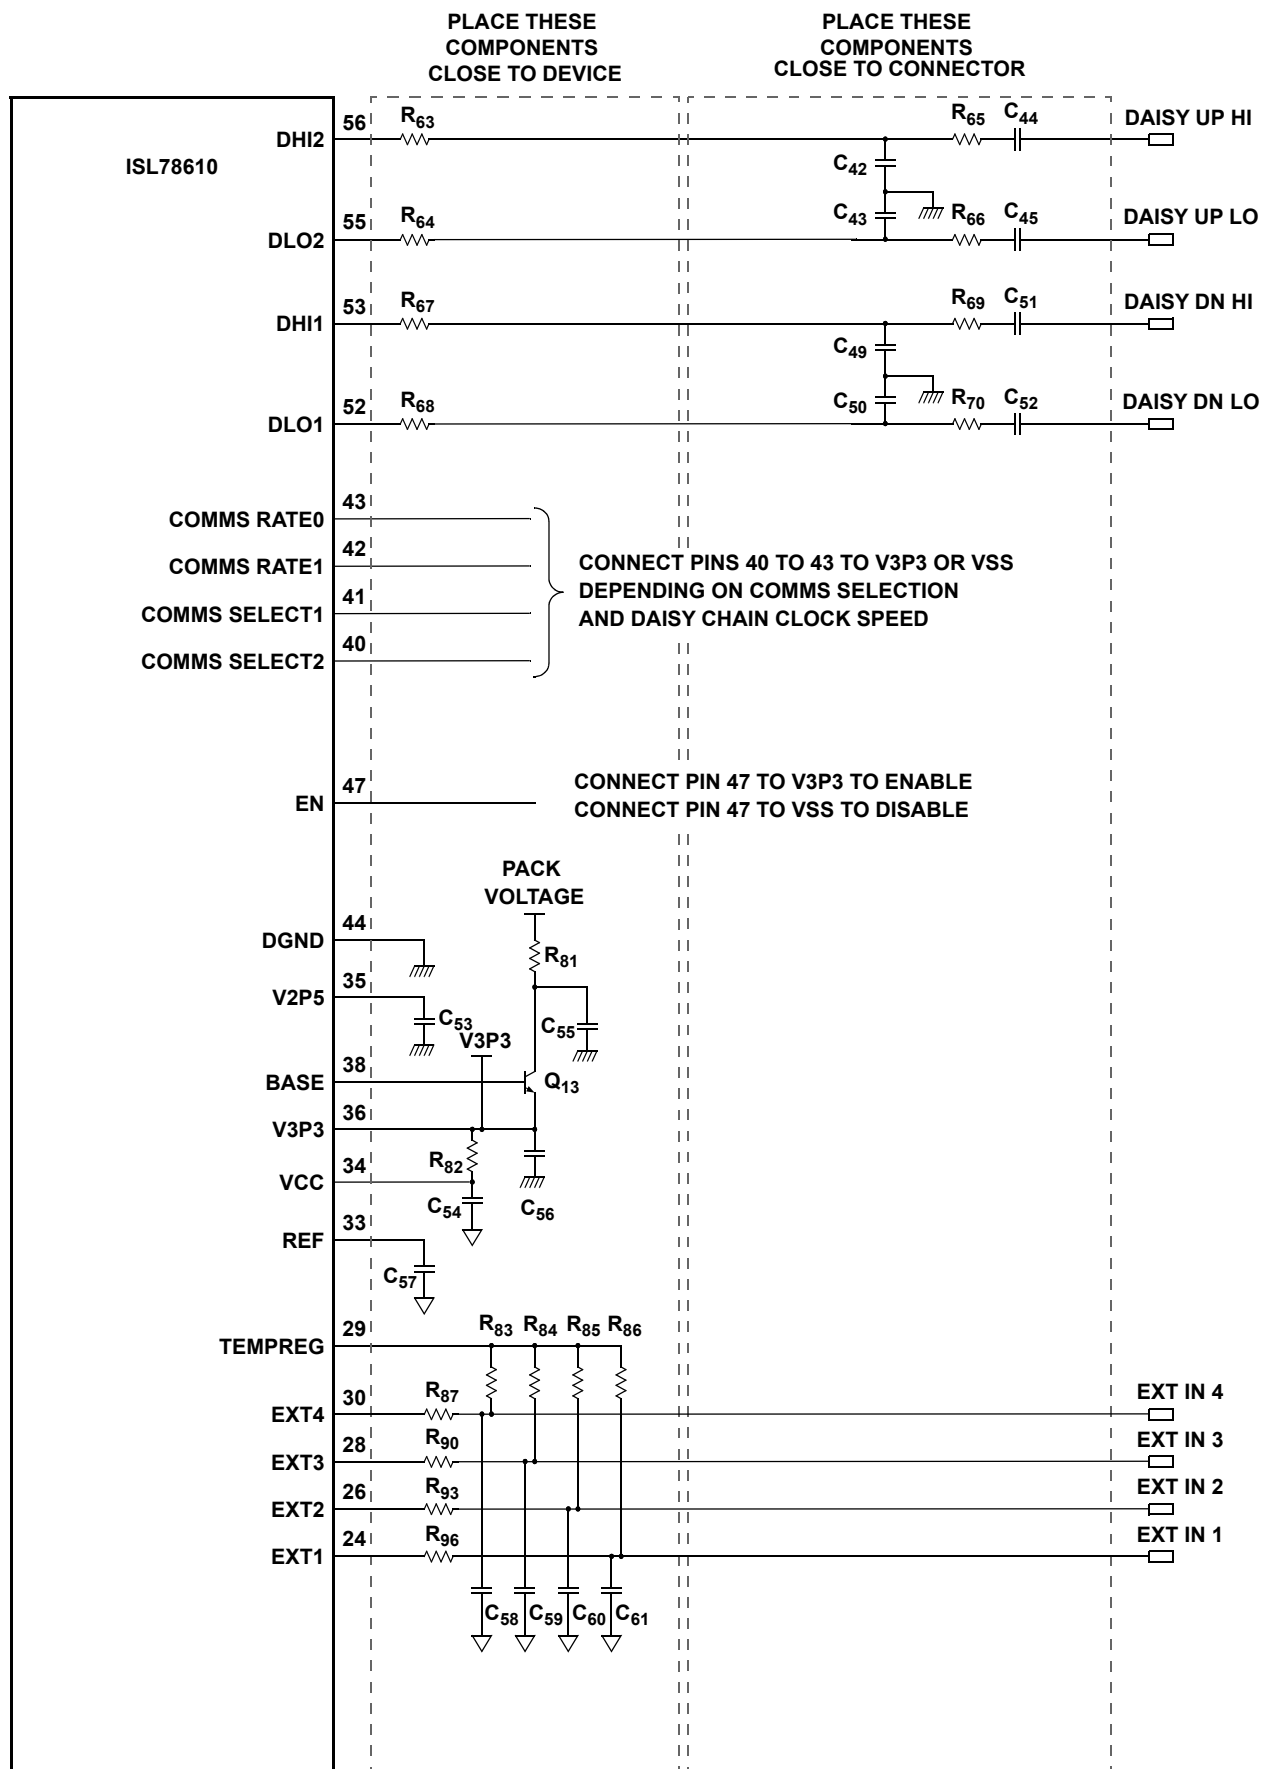 PLACE THESE
COMPONENTS
CLOSE TO DEVICE
PLACE THESE
COMPONENTS
CLOSE TO CONNECTOR
ISL78610
DHI2 56 R63 R65 C44 DAISY UP HI
C42
DLO2 55 R64 C43 R66 C45 DAISY UP LO
DHI1 53 R67 R69 C51 DAISY DN HI
C49
DLO1 52 R68 C50 R70 C52 DAISY DN LO
COMMS RATE0 43
COMMS RATE1 42
COMMS SELECT1 41
COMMS SELECT2 40
CONNECT PINS 40 TO 43 TO V3P3 OR VSS
DEPENDING ON COMMS SELECTION
AND DAISY CHAIN CLOCK SPEED
EN 47
CONNECT PIN 47 TO V3P3 TO ENABLE
CONNECT PIN 47 TO VSS TO DISABLE
PACK
VOLTAGE
DGND 44
R81
V2P5 35
C53 C55
V3P3
BASE 38 Q13
V3P3 36
R82
VCC 34
C54 C56
REF 33
C57
TEMPREG 29 R83 R84 R85 R86
EXT4 30 R87 EXT IN 4
EXT3 28 R90 EXT IN 3
EXT2 26 R93 EXT IN 2
EXT1 24 R96 EXT IN 1
C58 C59 C60 C61